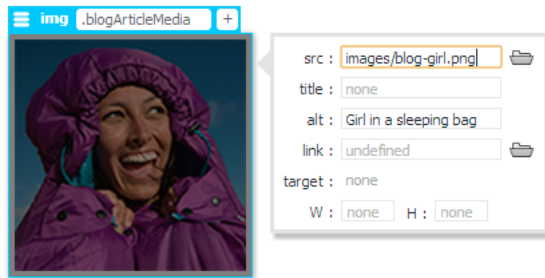 img .blogArticleMedia +
src : images/blog-girl.png
title : none
alt : Girl in a sleeping bag
link : undefined
target : none
W : none H : none